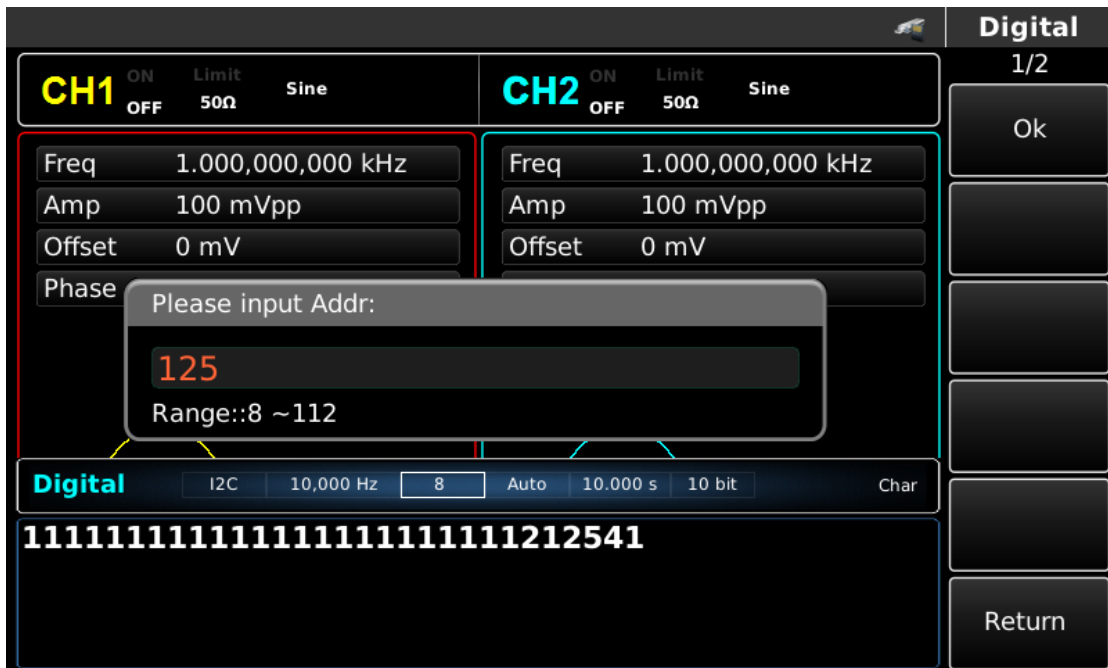 Digital
1/2
CH1 ON OFF Limit 50Ω Sine
CH2 ON OFF Limit 50Ω Sine
Ok
Freq 1.000,000,000 kHz
Amp 100 mVpp
Offset 0 mV
Phase
Freq 1.000,000,000 kHz
Amp 100 mVpp
Offset 0 mV
Please input Addr:
125
Range::8 ~112
Digital I2C 10,000 Hz 8 Auto 10.000 s 10 bit Char
11111111111111111111111212541
Return